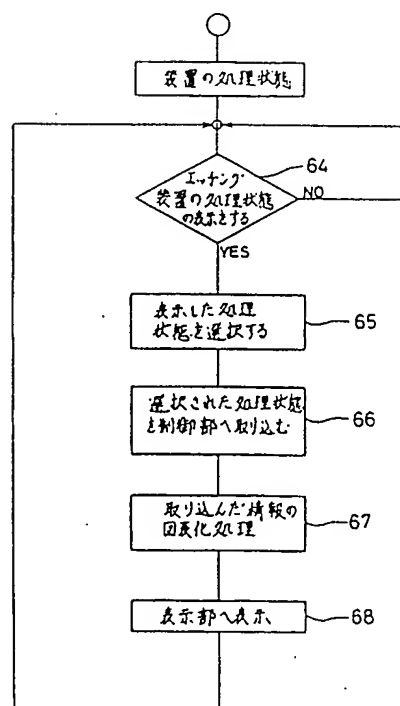 装置の処理状態
64
エッチング
装置の処理状態
の表示をする
NO
YES
表示した処理
状態を選択する
65
選択された処理状態
を制御部へ取り込む
66
取り込んだ情報の
図表化処理
67
表示部へ表示
68